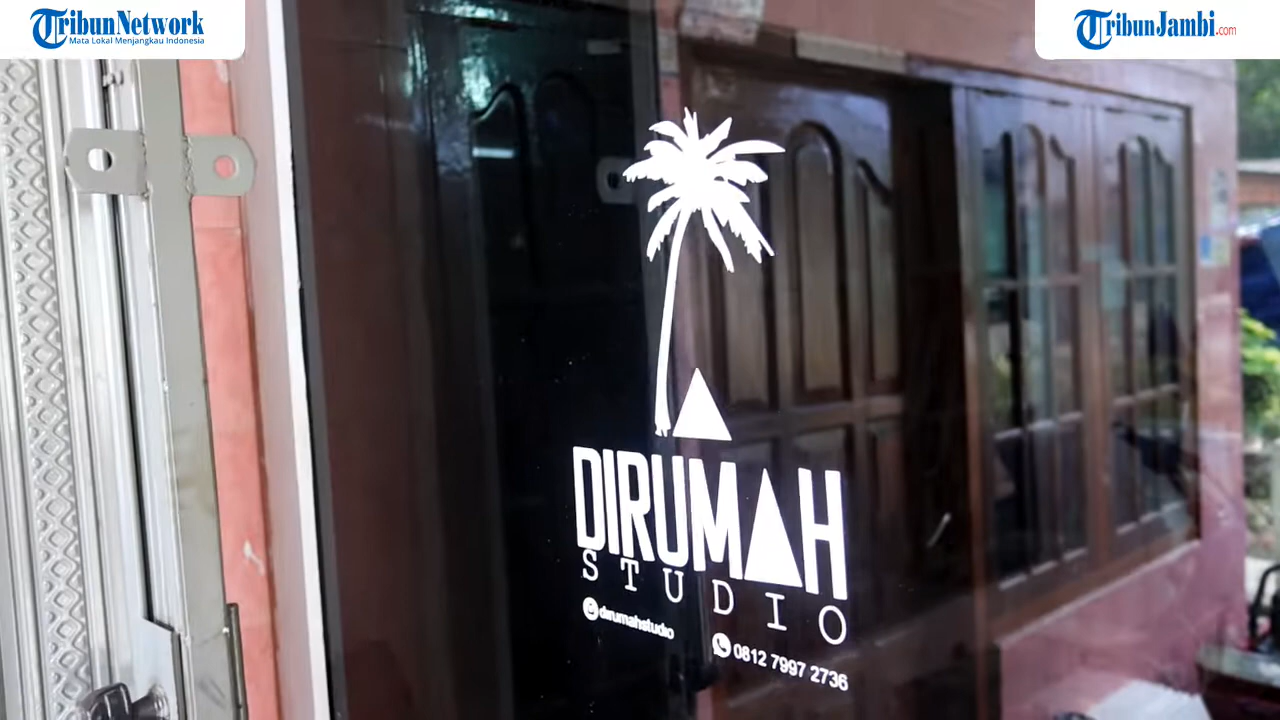 TribunNetwork
Mata Lokal Menjangkau Indonesia
TribunJambi.com
DIRUMAH
STUDIO
dirumahstudio
0812 7997 2736